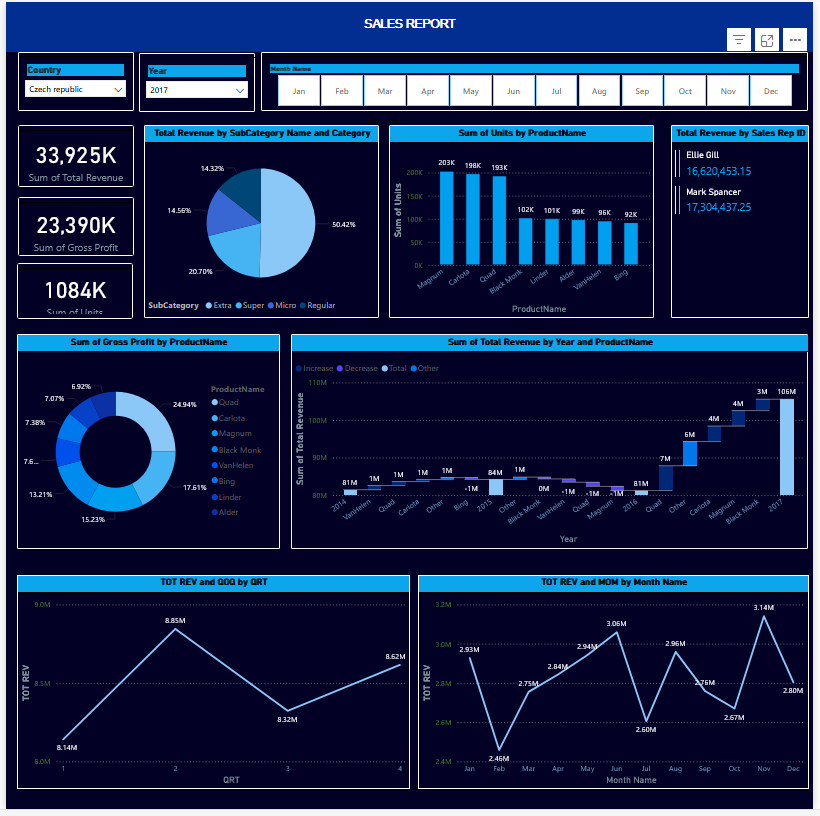 SALES REPORT
Country
Czech republic
Year
2017
Month Name
Jan Feb Mar Apr May Jun Jul Aug Sep Oct Nov Dec
33,925K
Sum of Total Revenue
23,390K
Sum of Gross Profit
1084K
Sum of Units
Total Revenue by SubCategory Name and Category
14.32%
14.56%
50.42%
20.70%
SubCategory Extra Super Micro Regular
Sum of Units by ProductName
Sum of Units
200K
150K
100K
50K
0K
203K 198K 193K 102K 101K 99K 96K 92K
Magnum Carlota Quad Black Monk Linder Alder VanHelen Bing
ProductName
Total Revenue by Sales Rep ID
Ellie Gill
16,620,453.15
Mark Spancer
17,304,437.25
Sum of Gross Profit by ProductName
6.92%
7.07%
7.38%
7.6...
13.21%
15.23%
17.61%
24.94%
ProductName
Quad
Carlota
Magnum
Black Monk
VanHelen
Bing
Linder
Alder
Sum of Total Revenue by Year and ProductName
Increase Decrease Total Other
Sum of Total Revenue
110M
100M
90M
80M
81M 1M 1M 1M 1M -1M 84M 1M 0M -1M -1M -1M 81M 7M 6M 4M 4M 3M 106M
2014 VanHelen Quad Carlota Other Bing 2015 Other Black Monk VanHelen Quad Magnum 2016 Quad Other Carlota Magnum Black Monk 2017
Year
TOT REV and QOQ by QRT
TOT REV
9.0M
8.5M
8.0M
8.14M 8.85M 8.32M 8.62M
1 2 3 4
QRT
TOT REV and MOM by Month Name
TOT REV
3.2M
3.0M
2.8M
2.6M
2.4M
2.93M 2.46M 2.75M 2.84M 2.94M 3.06M 2.60M 2.96M 2.76M 2.67M 3.14M 2.80M
Jan Feb Mar Apr May Jun Jul Aug Sep Oct Nov Dec
Month Name